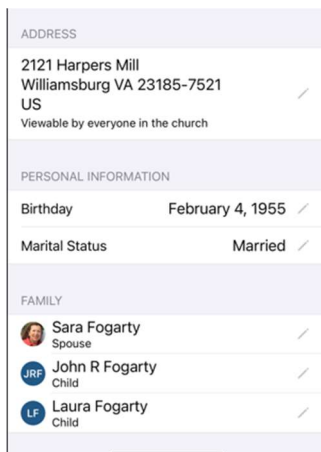 ADDRESS
2121 Harpers Mill
Williamsburg VA 23185-7521
US
Viewable by everyone in the church
PERSONAL INFORMATION
Birthday February 4, 1955
Marital Status Married
FAMILY
Sara Fogarty
Spouse
JRF John R Fogarty
Child
LF Laura Fogarty
Child